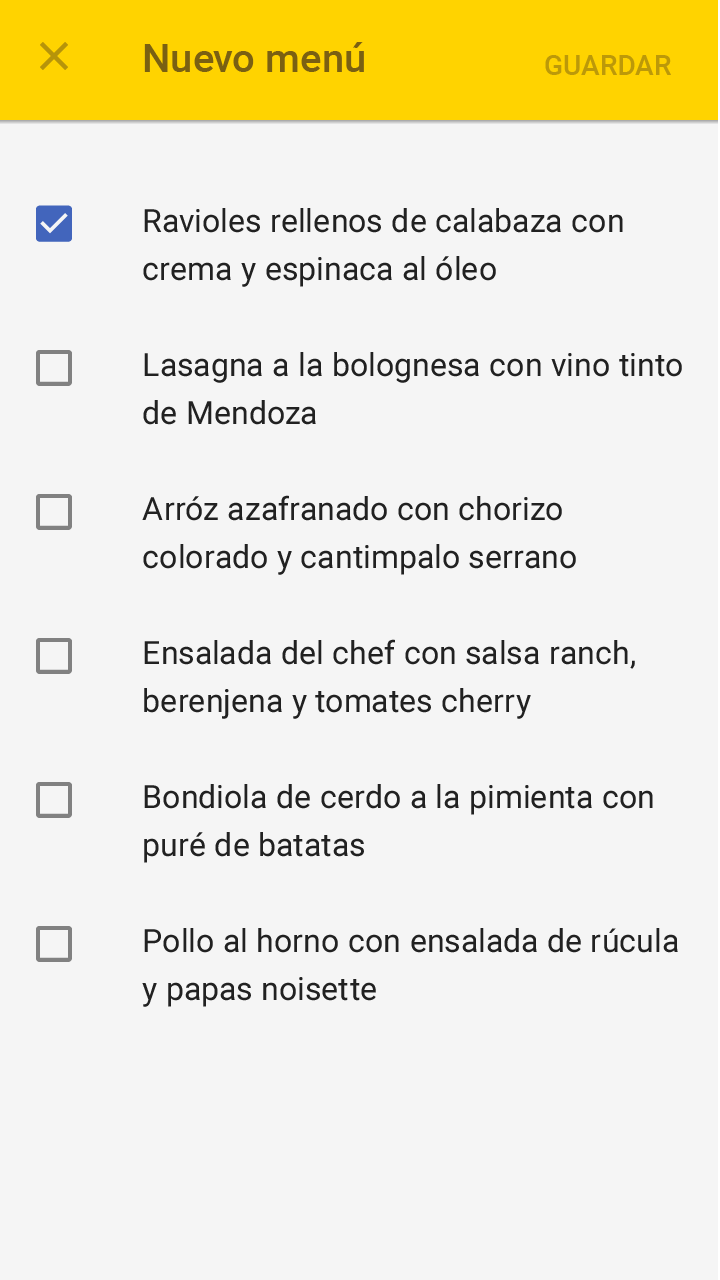 Nuevo menú
GUARDAR
Ravioles rellenos de calabaza con
crema y espinaca al óleo
Lasagna a la bolognesa con vino tinto
de Mendoza
Arróz azafranado con chorizo
colorado y cantimpalo serrano
Ensalada del chef con salsa ranch,
berenjena y tomates cherry
Bondiola de cerdo a la pimienta con
puré de batatas
Pollo al horno con ensalada de rúcula
y papas noisette